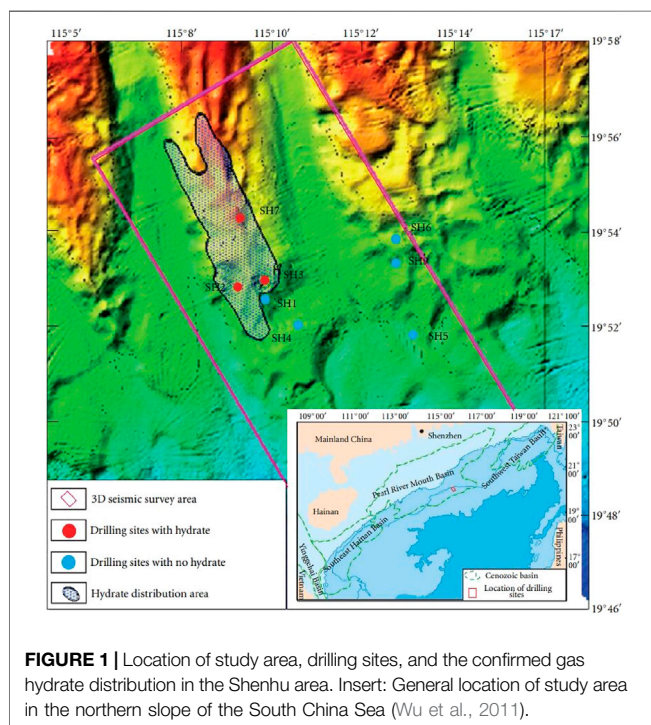 115°5′ 115°8′ 115°10′ 115°12′ 115°14′ 115°17′
19°58′
19°56′
19°54′
19°52′
19°50′
19°48′
19°46′
SH7
SH6
SH3
SH2
SH1
SH4
SH5
3D seismic survey area
Drilling sites with hydrate
Drilling sites with no hydrate
Hydrate distribution area
109°00′ 111°00′ 113°00′ 115°00′ 117°00′ 119°00′ 121°100′
23°00′
21°00′
19°00′
17°00′
Mainland China
Shenzhen
Taiwan
Pearl River Mouth Basin
Southwest Taiwan Basin
Hainan
Southeast Hainan Basin
Yinggehai Basin
Vietnam
Philippines
Cenozoic basin
Location of drilling
sites
FIGURE 1 | Location of study area, drilling sites, and the confirmed gas
hydrate distribution in the Shenhu area. Insert: General location of study area
in the northern slope of the South China Sea (Wu et al., 2011).